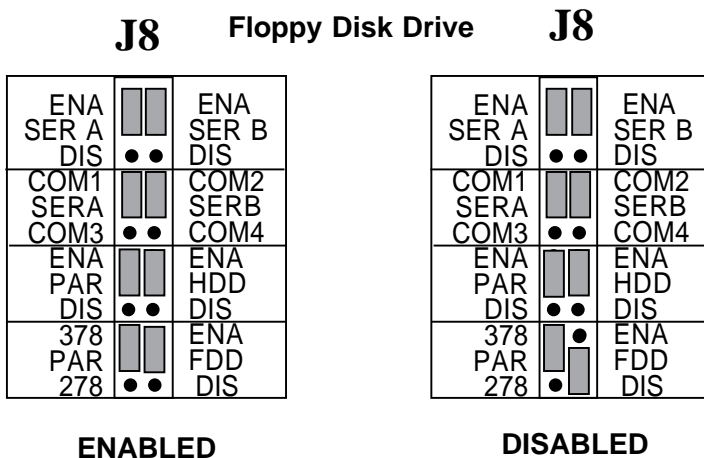 J8 Floppy Disk Drive J8
ENA ENA
SER A SER B
DIS DIS
COM1 COM2
SERA SERB
COM3 COM4
ENA ENA
PAR HDD
DIS DIS
378 ENA
PAR FDD
278 DIS
ENABLED
ENA ENA
SER A SER B
DIS DIS
COM1 COM2
SERA SERB
COM3 COM4
ENA ENA
PAR HDD
DIS DIS
378 ENA
PAR FDD
278 DIS
DISABLED